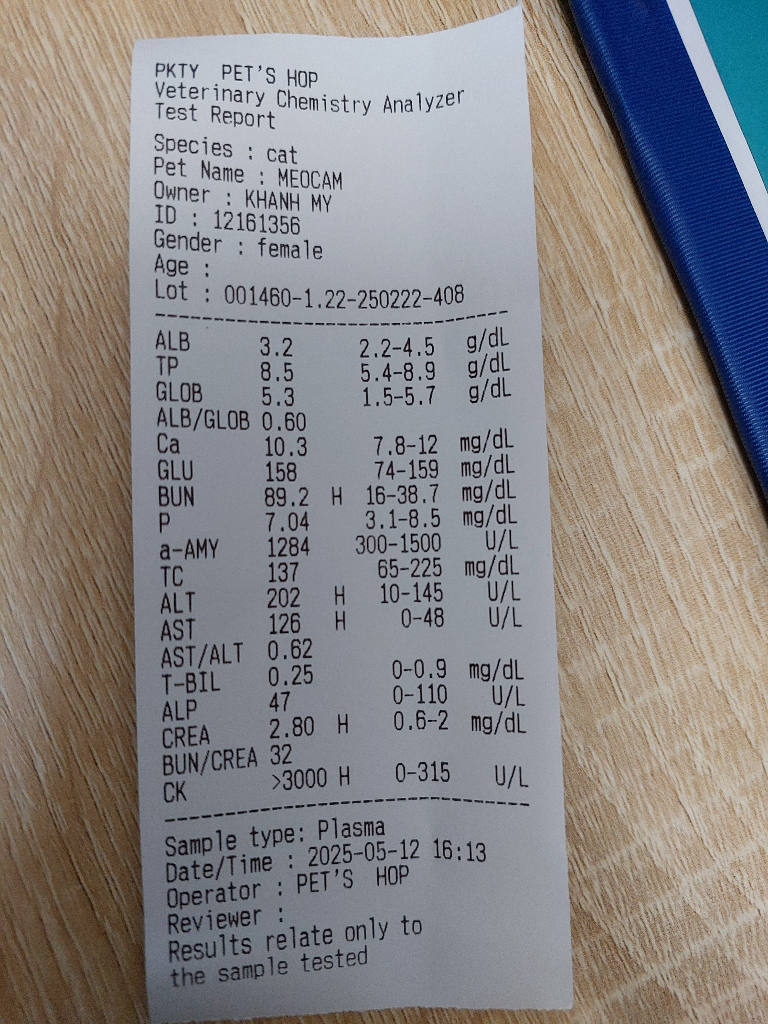 PKTY PET'S HOP
Veterinary Chemistry Analyzer
Test Report
Species : cat
Pet Name : MEOCAM
Owner : KHANH MY
ID : 12161356
Gender : female
Age :
Lot : 001460-1.22-250222-408
ALB 3.2 2.2-4.5 g/dL
TP 8.5 5.4-8.9 g/dL
GLOB 5.3 1.5-5.7 g/dL
ALB/GLOB 0.60
Ca 10.3 7.8-12 mg/dL
GLU 158 74-159 mg/dL
BUN 89.2 H 16-38.7 mg/dL
P 7.04 3.1-8.5 mg/dL
a-AMY 1284 300-1500 U/L
TC 137 65-225 mg/dL
ALT 202 H 10-145 U/L
AST 126 H 0-48 U/L
AST/ALT 0.62
T-BIL 0.25 0-0.9 mg/dL
ALP 47 0-110 U/L
CREA 2.80 H 0.6-2 mg/dL
BUN/CREA 32
CK >3000 H 0-315 U/L
Sample type: Plasma
Date/Time : 2025-05-12 16:13
Operator : PET'S HOP
Reviewer :
Results relate only to
the sample tested